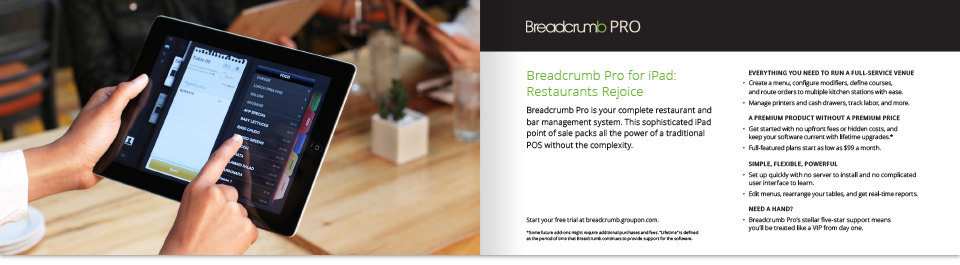 Table 60
FOOD
APP SPECIAL
BABY LETTUCES
Breadcrumb PRO
Breadcrumb Pro for iPad:
Restaurants Rejoice
Breadcrumb Pro is your complete restaurant and
bar management system. This sophisticated iPad
point of sale packs all the power of a traditional
POS without the complexity.
Start your free trial at breadcrumb.groupon.com.
*Some future add-ons might require additional purchases and fees. "Lifetime" is defined
as the period of time that Breadcrumb continues to provide support for the software.
EVERYTHING YOU NEED TO RUN A FULL-SERVICE VENUE
• Create a menu, configure modifiers, define courses,
and route orders to multiple kitchen stations with ease.
• Manage printers and cash drawers, track labor, and more.
A PREMIUM PRODUCT WITHOUT A PREMIUM PRICE
• Get started with no upfront fees or hidden costs, and
keep your software current with lifetime upgrades.*
• Full-featured plans start as low as $99 a month.
SIMPLE, FLEXIBLE, POWERFUL
• Set up quickly with no server to install and no complicated
user interface to learn.
• Edit menus, rearrange your tables, and get real-time reports.
NEED A HAND?
• Breadcrumb Pro's stellar five-star support means
you'll be treated like a VIP from day one.